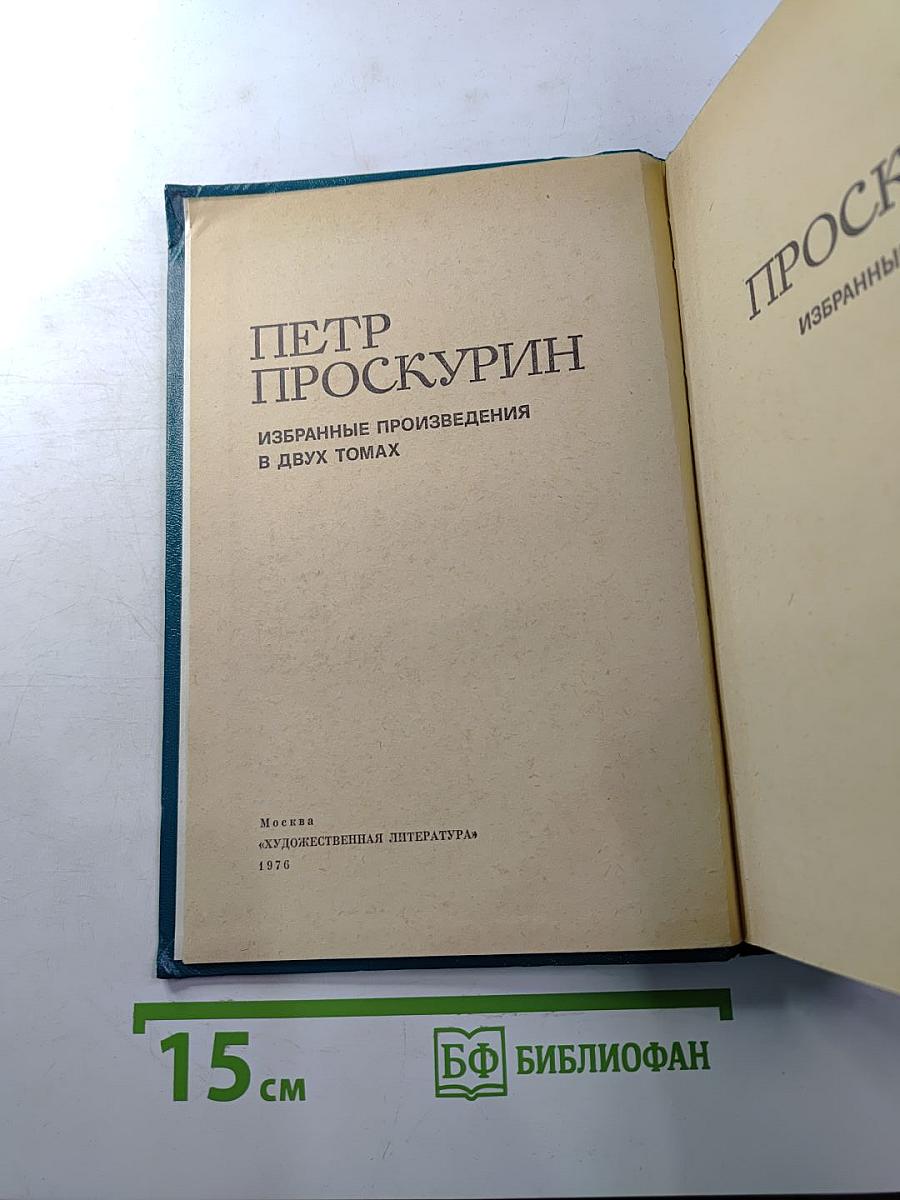 ПЕТР
ПРОСКУРИН
ИЗБРАННЫЕ ПРОИЗВЕДЕНИЯ
В ДВУХ ТОМАХ
Москва
«ХУДОЖЕСТВЕННАЯ ЛИТЕРАТУРА»
1976
15 см
БФ БИБЛИОФАН